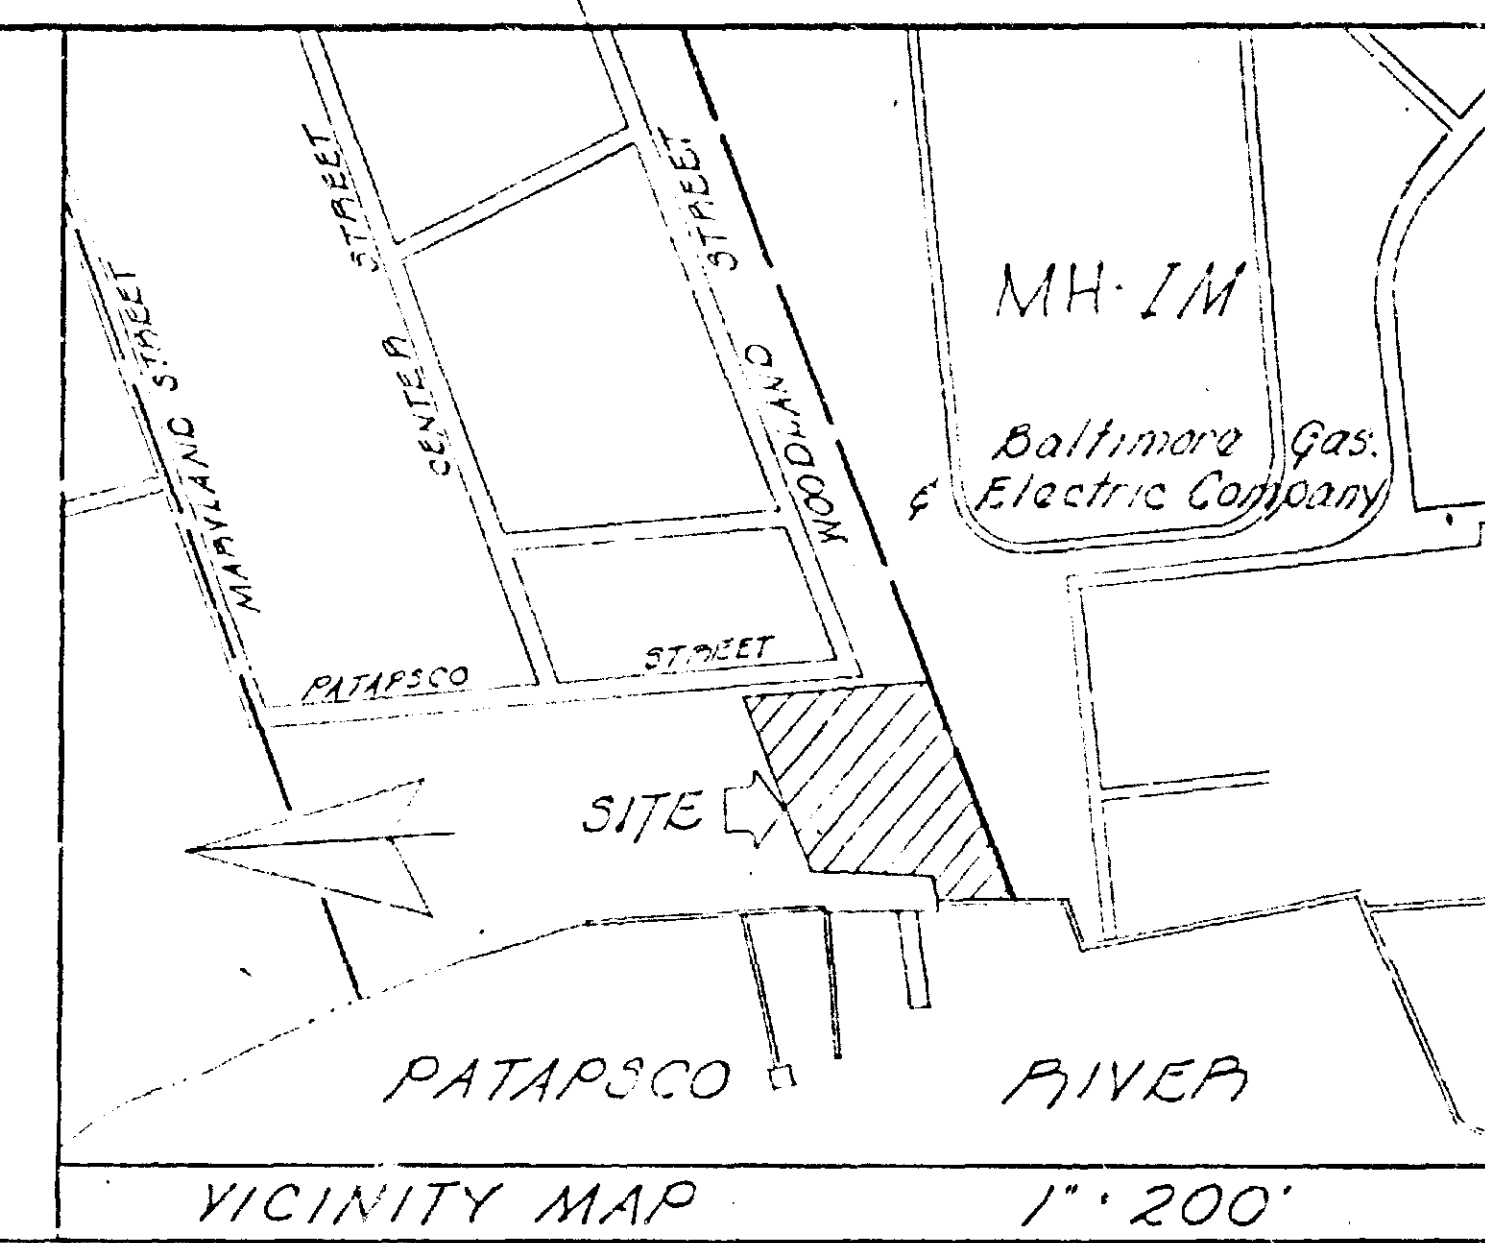 MARYLAND STREET
CENTER STREET
WOODLAND STREET
MH-IM
Baltimore Gas.
& Electric Company
PATAPSCO STREET
SITE
PATAPSCO RIVER
VICINITY MAP 1" = 200'